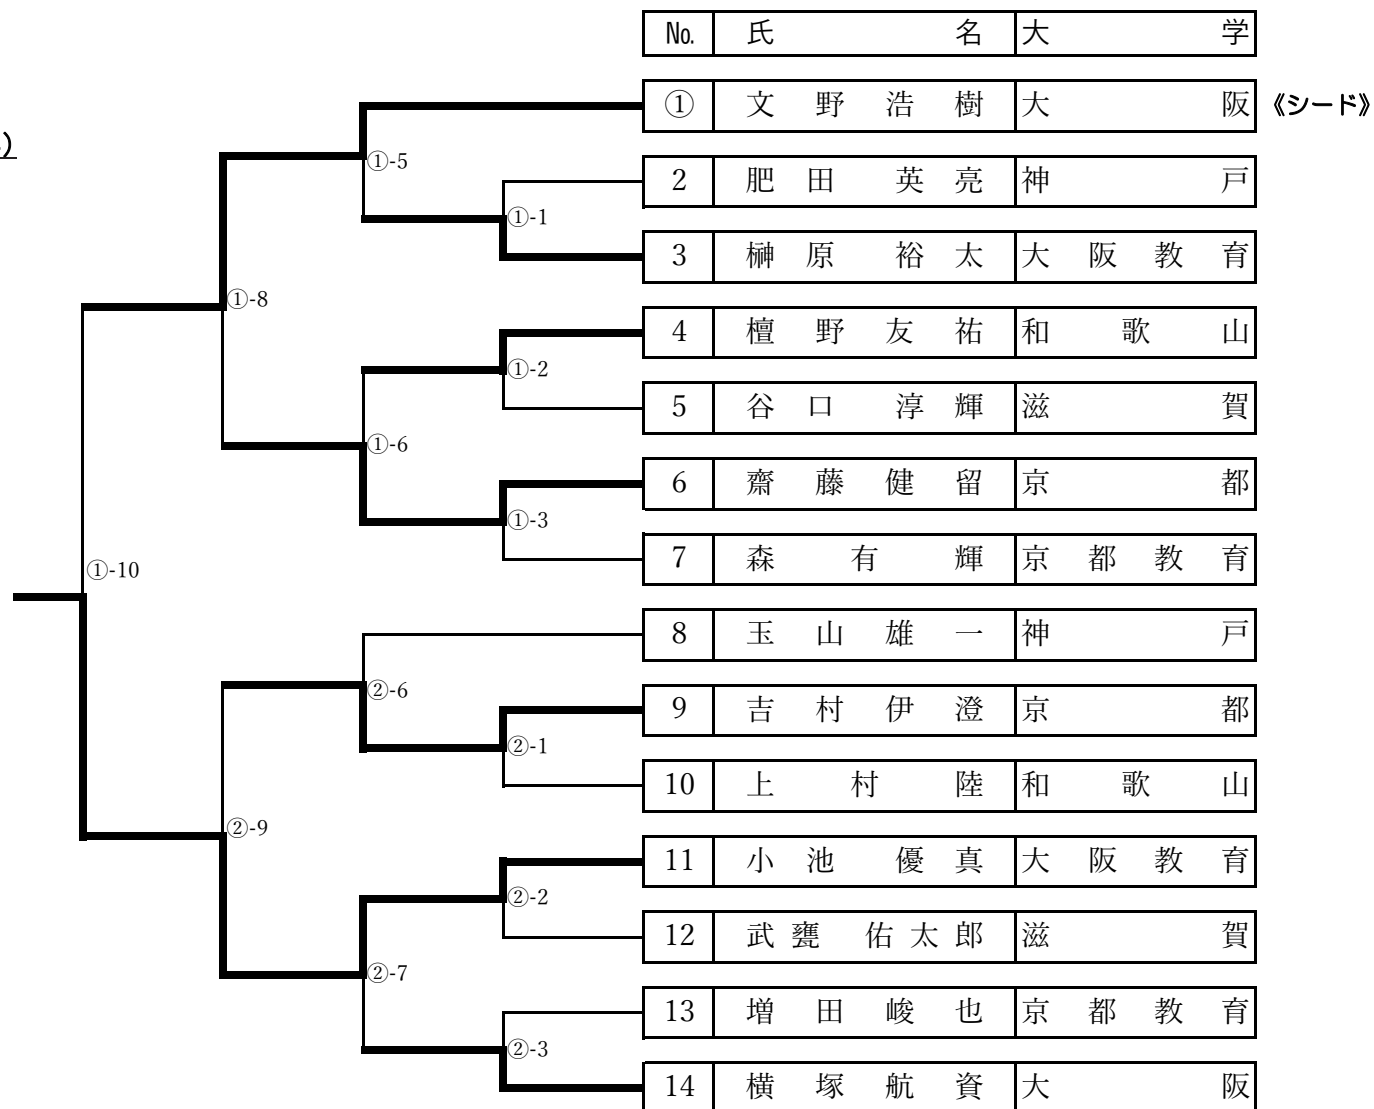 № 氏名 大学
① 文野浩樹 大阪 《シード》
)
①-5
2 肥田 英亮 神戸
①-1
3 榊原 裕太 大阪教育
①-8
4 檀野友祐 和歌山
①-2
5 谷口 淳輝 滋賀
①-6
6 齋藤健留 京都
①-3
7 森有輝 京都教育
①-10
8 玉山雄一 神戸
②-6
9 吉村伊澄 京都
②-1
10 上村陸 和歌山
②-9
11 小池 優真 大阪教育
②-2
12 武甕 佑太郎 滋賀
②-7
13 増田峻也 京都教育
②-3
14 横塚航資 大阪